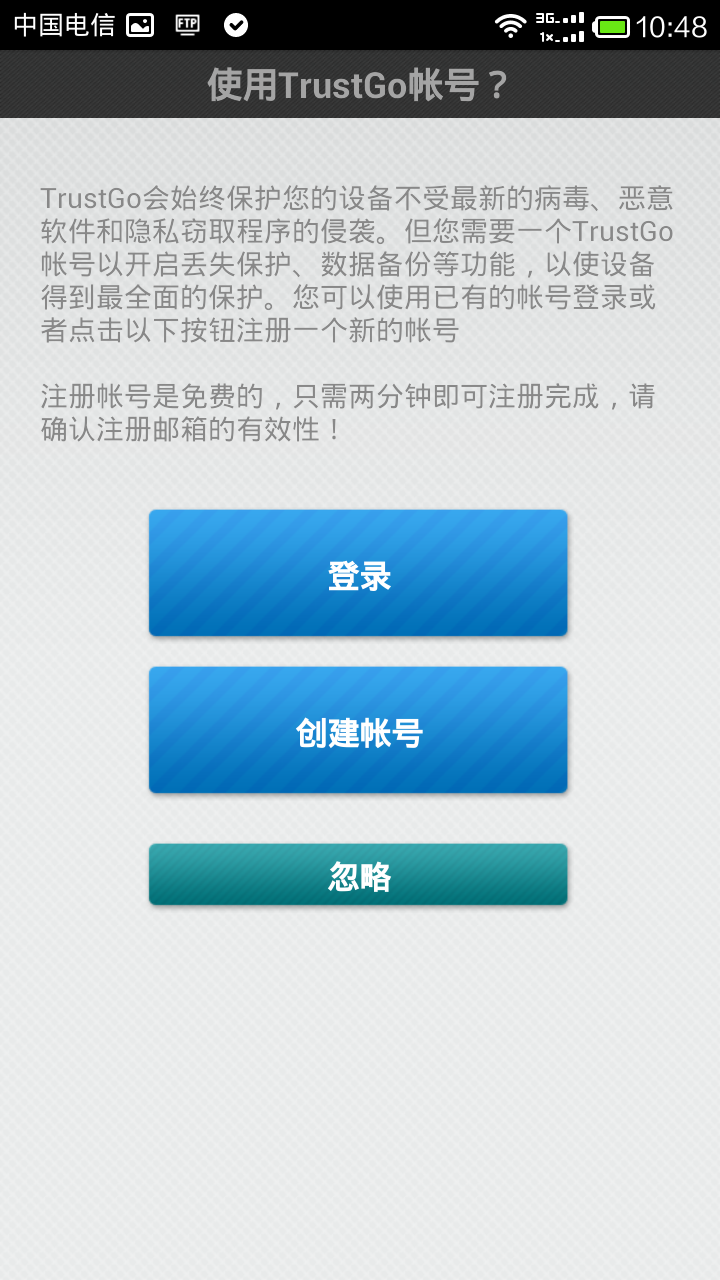 中国电信 FTP 3G 1× 10:48
使用TrustGo帐号？
TrustGo会始终保护您的设备不受最新的病毒、恶意
软件和隐私窃取程序的侵袭。但您需要一个TrustGo
帐号以开启丢失保护、数据备份等功能，以使设备
得到最全面的保护。您可以使用已有的帐号登录或
者点击以下按钮注册一个新的帐号
注册帐号是免费的，只需两分钟即可注册完成，请
确认注册邮箱的有效性！
登录
创建帐号
忽略